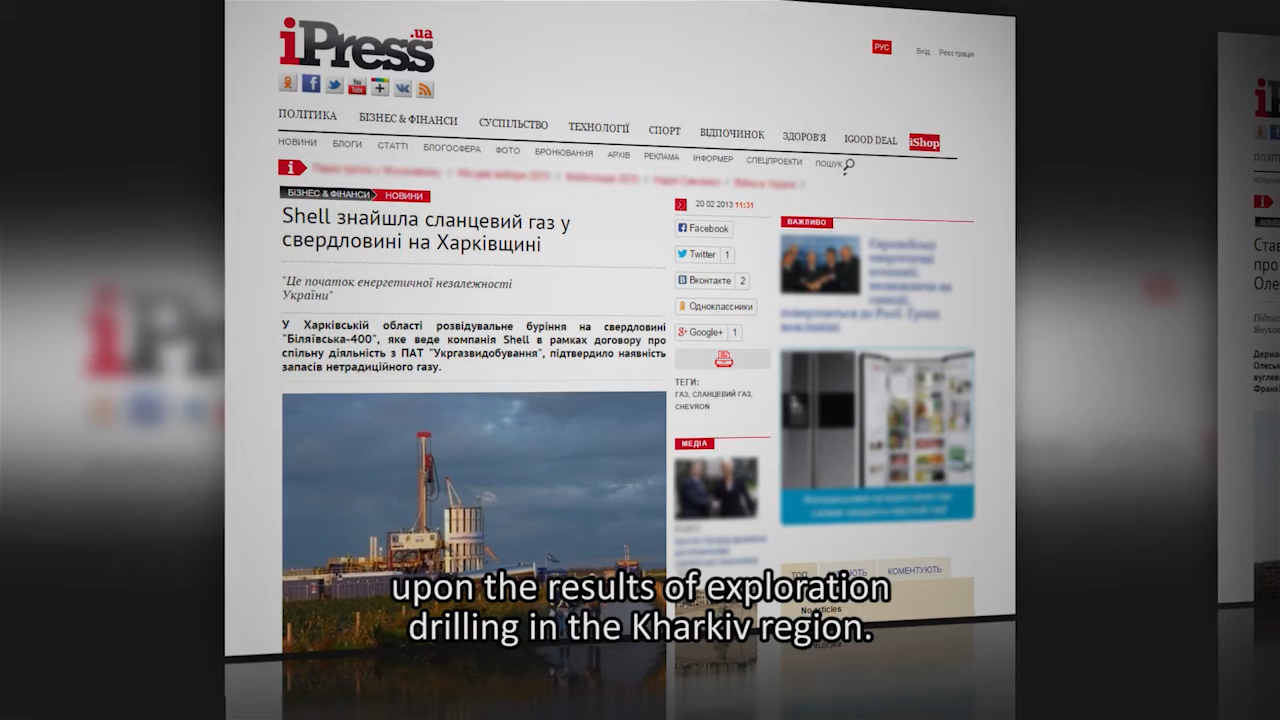 iPress.ua
РУС
Вхід
Реєстрація
ПОЛІТИКА
БІЗНЕС & ФІНАНСИ
СУСПІЛЬСТВО
ТЕХНОЛОГІЇ
СПОРТ
ВІДПОЧИНОК
ЗДОРОВ'Я
IGOOD DEAL
iShop
НОВИНИ
БЛОГИ
СТАТТІ
БЛОГОСФЕРА
ФОТО
БРОНЮВАННЯ
АРХІВ
РЕКЛАМА
ІНФОРМЕР
СПЕЦПРОЕКТИ
ПОШУК
БІЗНЕС & ФІНАНСИ
НОВИНИ
Shell знайшла сланцевий газ у
свердловині на Харківщині
"Це початок енергетичної незалежності
України"
У Харківській області розвідувальне буріння на свердловині
"Біляївська-400", яке веде компанія Shell в рамках договору про
спільну діяльність з ПАТ "Укргазвидобування", підтвердило наявність
запасів нетрадиційного газу.
20 02 2013 11:31
Facebook
Twitter 1
Вконтакте 2
Одноклассники
Google+ 1
ТЕГИ:
ГАЗ, СЛАНЦЕВИЙ ГАЗ,
CHEVRON
МЕДІА
ВАЖЛИВО
ТОП
КОМЕНТУЮТЬ
No articles
upon the results of exploration
drilling in the Kharkiv region.